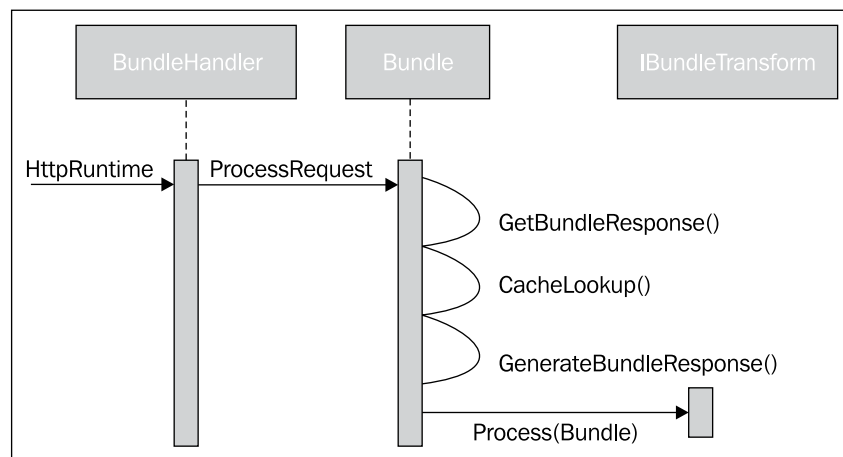 BundleHandler
Bundle
IBundleTransform
HttpRuntime
ProcessRequest
GetBundleResponse()
CacheLookup()
GenerateBundleResponse()
Process(Bundle)